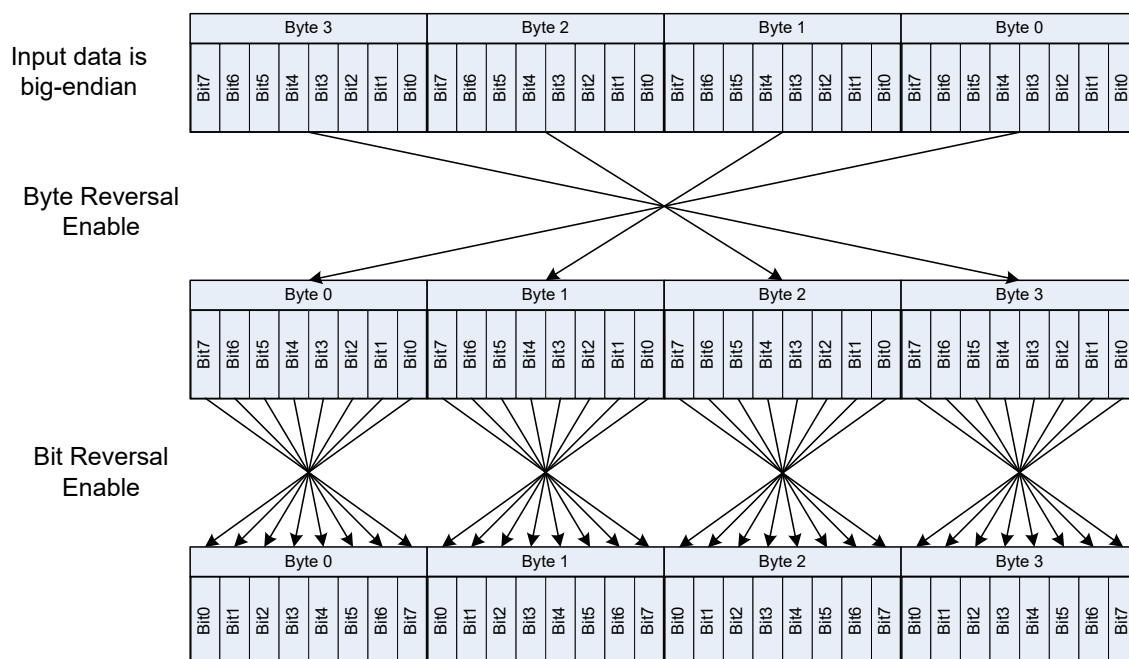 Byte 3 Byte 2 Byte 1 Byte 0
Input data is
big-endian
Bit7 Bit6 Bit5 Bit4 Bit3 Bit2 Bit1 Bit0 Bit7 Bit6 Bit5 Bit4 Bit3 Bit2 Bit1 Bit0 Bit7 Bit6 Bit5 Bit4 Bit3 Bit2 Bit1 Bit0 Bit7 Bit6 Bit5 Bit4 Bit3 Bit2 Bit1 Bit0
Byte Reversal
Enable
Byte 0 Byte 1 Byte 2 Byte 3
Bit7 Bit6 Bit5 Bit4 Bit3 Bit2 Bit1 Bit0 Bit7 Bit6 Bit5 Bit4 Bit3 Bit2 Bit1 Bit0 Bit7 Bit6 Bit5 Bit4 Bit3 Bit2 Bit1 Bit0 Bit7 Bit6 Bit5 Bit4 Bit3 Bit2 Bit1 Bit0
Bit Reversal
Enable
Byte 0 Byte 1 Byte 2 Byte 3
Bit0 Bit1 Bit2 Bit3 Bit4 Bit5 Bit6 Bit7 Bit0 Bit1 Bit2 Bit3 Bit4 Bit5 Bit6 Bit7 Bit0 Bit1 Bit2 Bit3 Bit4 Bit5 Bit6 Bit7 Bit0 Bit1 Bit2 Bit3 Bit4 Bit5 Bit6 Bit7